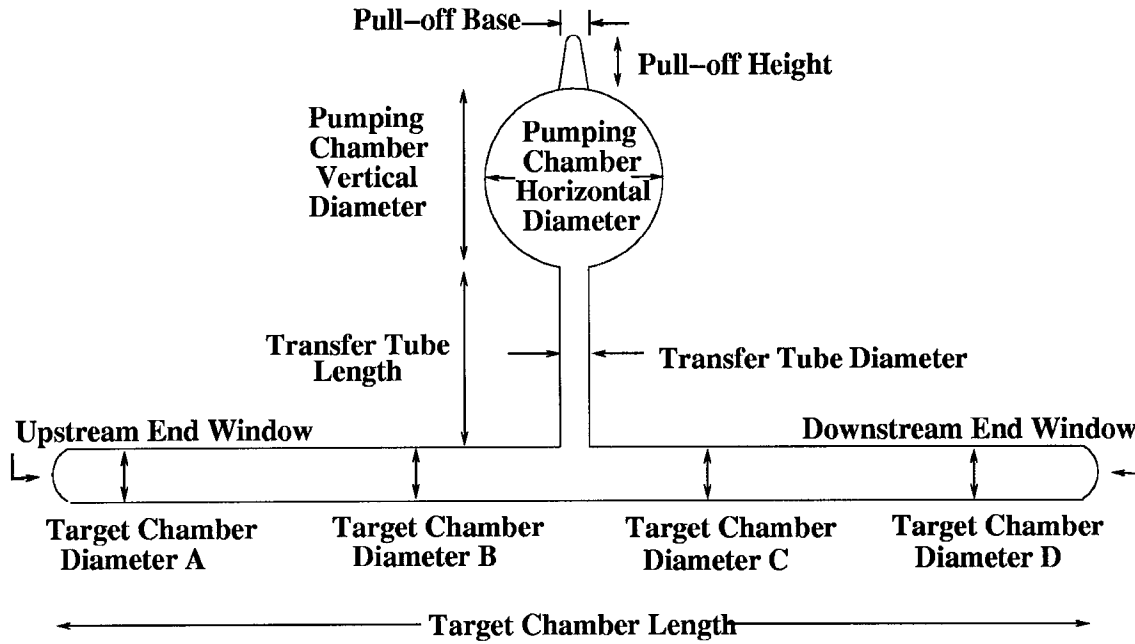 Pull–off Base
Pull–off Height
Pumping
Chamber
Vertical
Diameter
Pumping
Chamber
Horizontal
Diameter
Transfer Tube
Length
Transfer Tube Diameter
Upstream End Window
Downstream End Window
Target Chamber
Diameter A
Target Chamber
Diameter B
Target Chamber
Diameter C
Target Chamber
Diameter D
Target Chamber Length